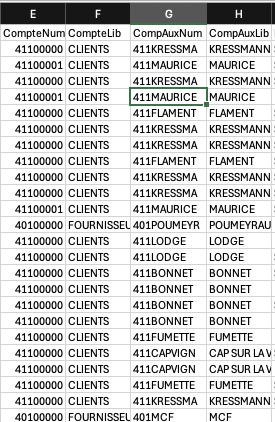 E F G H
CompteNum CompteLib CompAuxNum CompAuxLib
41100000 CLIENTS 411KRESSMA KRESSMANN
41100001 CLIENTS 411MAURICE MAURICE
41100000 CLIENTS 411KRESSMA KRESSMANN
41100001 CLIENTS 411MAURICE MAURICE
41100000 CLIENTS 411FLAMENT FLAMENT
41100000 CLIENTS 411KRESSMA KRESSMANN
41100000 CLIENTS 411FLAMENT FLAMENT
41100000 CLIENTS 411FLAMENT FLAMENT
41100000 CLIENTS 411KRESSMA KRESSMANN
41100000 CLIENTS 411KRESSMA KRESSMANN
41100001 CLIENTS 411MAURICE MAURICE
40100000 FOURNISSEU 401POUMEYR POUMEYRAU
41100000 CLIENTS 411LODGE LODGE
41100000 CLIENTS 411LODGE LODGE
41100000 CLIENTS 411BONNET BONNET
41100000 CLIENTS 411BONNET BONNET
41100000 CLIENTS 411BONNET BONNET
41100000 CLIENTS 411BONNET BONNET
41100000 CLIENTS 411FUMETTE FUMETTE
41100000 CLIENTS 411CAPVIGN CAP SUR LA V
41100000 CLIENTS 411CAPVIGN CAP SUR LA V
41100000 CLIENTS 411FUMETTE FUMETTE
41100000 CLIENTS 411KRESSMA KRESSMANN
40100000 FOURNISSEU 401MCF MCF